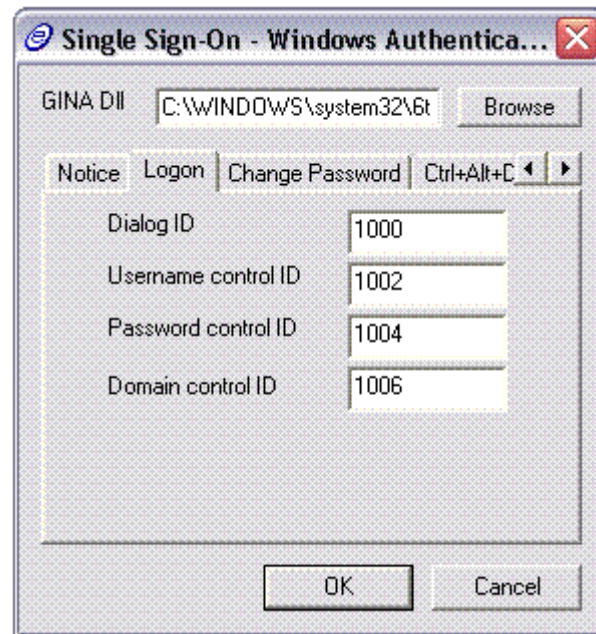 Single Sign-On - Windows Authentica...
GINA Dll C:\WINDOWS\system32\6t Browse
Notice Logon Change Password Ctrl+Alt+D
Dialog ID 1000
Username control ID 1002
Password control ID 1004
Domain control ID 1006
OK Cancel